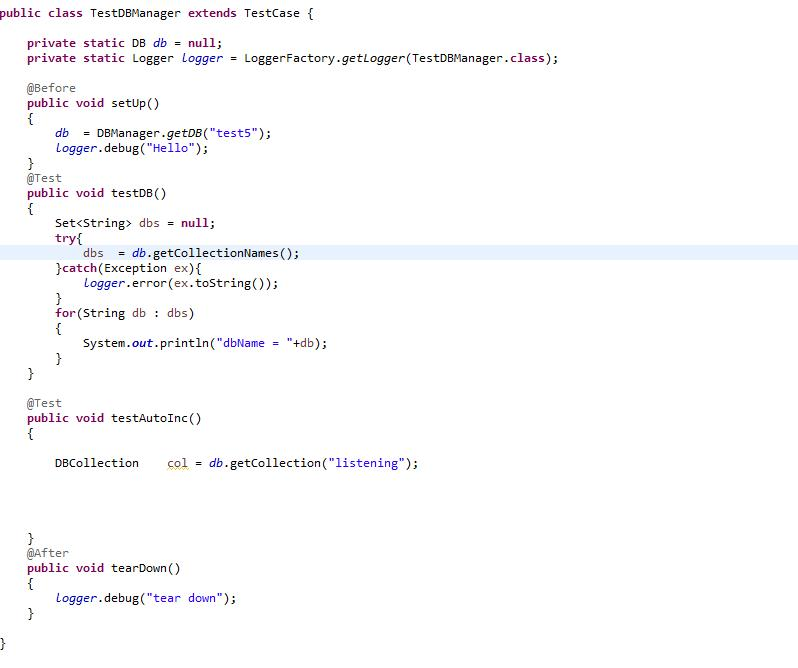 public class TestDBManager extends TestCase {
private static DB db = null;
private static Logger logger = LoggerFactory.getLogger(TestDBManager.class);
@Before
public void setUp()
{
db  = DBManager.getDB("test5");
logger.debug("Hello");
}
@Test
public void testDB()
{
Set<String> dbs = null;
try{
dbs  = db.getCollectionNames();
}catch(Exception ex){
logger.error(ex.toString());
}
for(String db : dbs)
{
System.out.println("dbName = "+db);
}
}
@Test
public void testAutoInc()
{
DBCollection    col = db.getCollection("listening");
}
@After
public void tearDown()
{
logger.debug("tear down");
}
}